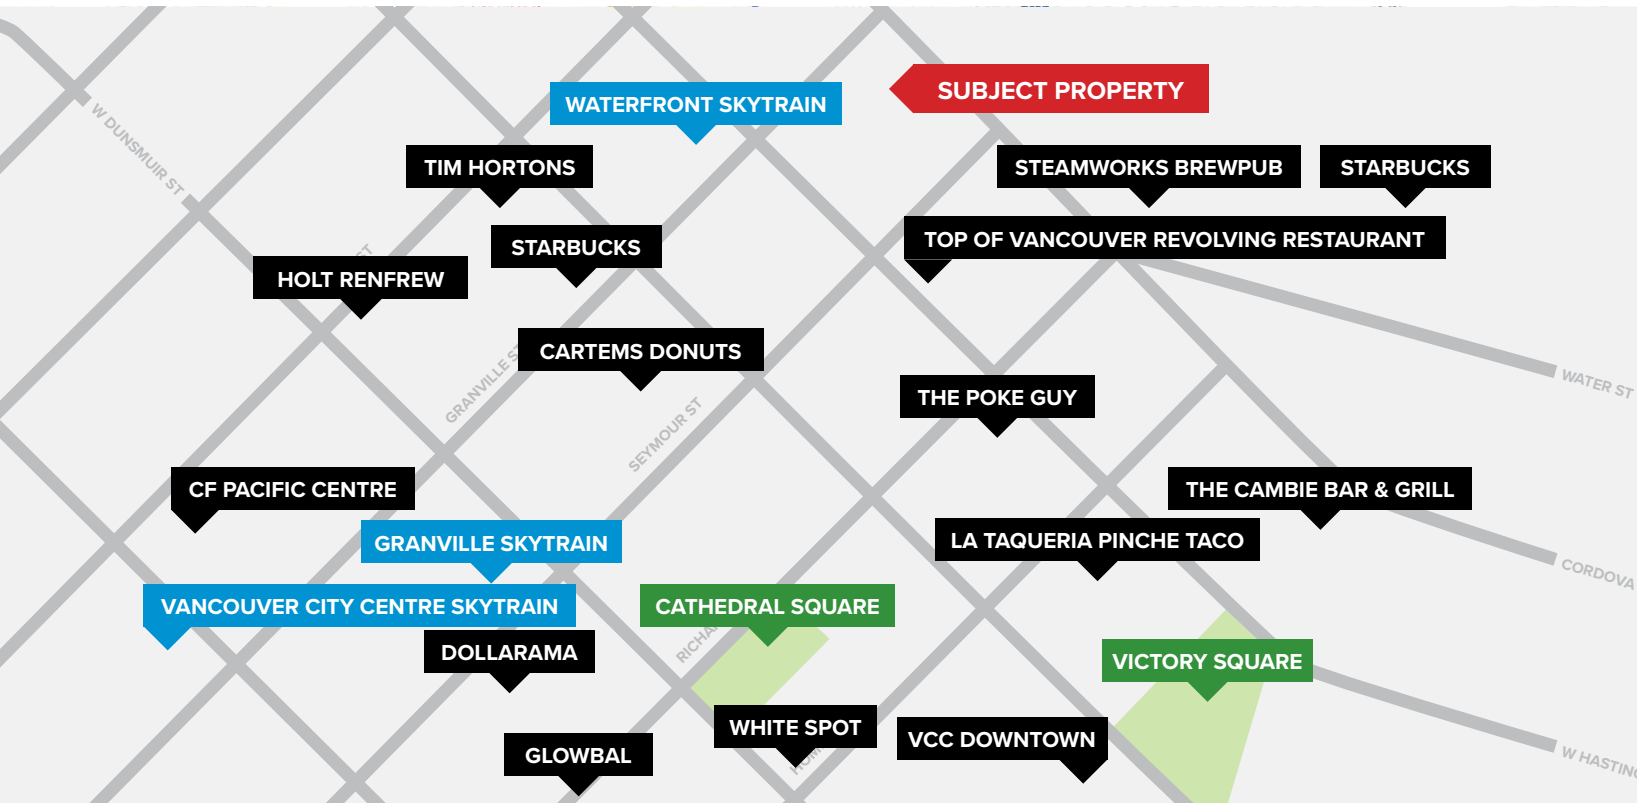 SUBJECT PROPERTY
WATERFRONT SKYTRAIN
W DUNSMUIR ST
TIM HORTONS
STEAMWORKS BREWPUB
STARBUCKS
STARBUCKS
TOP OF VANCOUVER REVOLVING RESTAURANT
ST
HOLT RENFREW
CARTEMS DONUTS
GRANVILLE ST
WATER ST
THE POKE GUY
SEYMOUR ST
CF PACIFIC CENTRE
THE CAMBIE BAR & GRILL
GRANVILLE SKYTRAIN
LA TAQUERIA PINCHE TACO
CORDOVA
VANCOUVER CITY CENTRE SKYTRAIN
CATHEDRAL SQUARE
DOLLARAMA
VICTORY SQUARE
WHITE SPOT
VCC DOWNTOWN
GLOWBAL